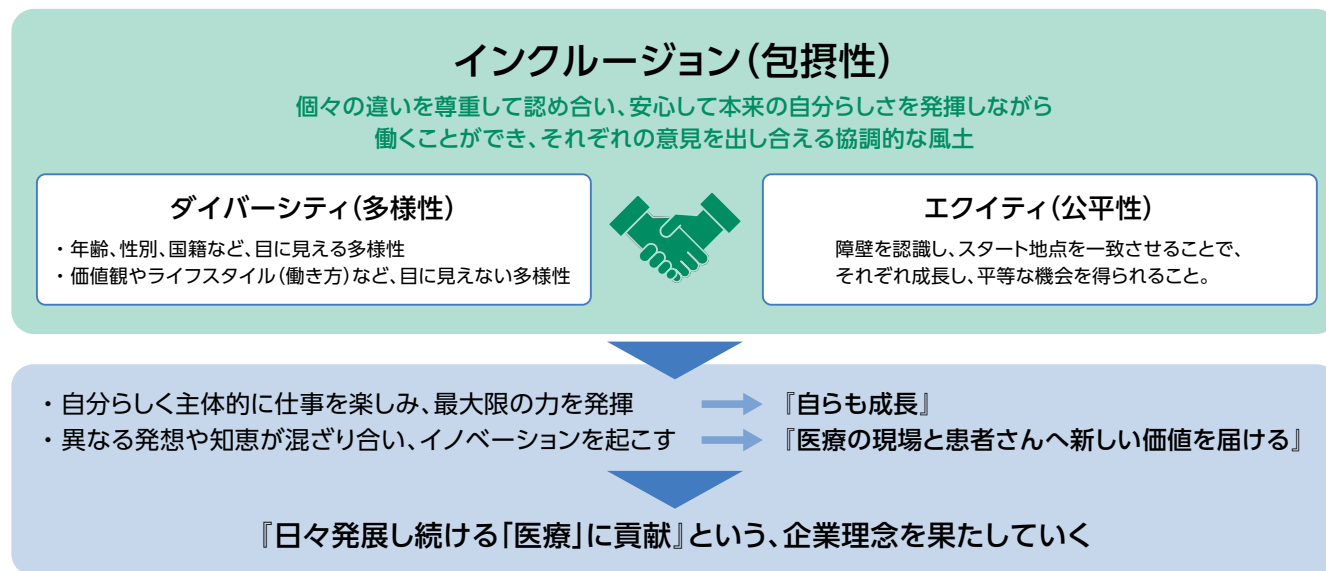 インクルージョン(包摂性)
個々の違いを尊重して認め合い、安心して本来の自分らしさを発揮しながら
働くことができ、それぞれの意見を出し合える協調的な風土
ダイバーシティ(多様性)
・年齢、性別、国籍など、目に見える多様性
・価値観やライフスタイル(働き方)など、目に見えない多様性
エクイティ(公平性)
障壁を認識し、スタート地点を一致させることで、
それぞれ成長し、平等な機会を得られること。
・自分らしく主体的に仕事を楽しみ、最大限の力を発揮
『自らも成長』
・異なる発想や知恵が混ざり合い、イノベーションを起こす
『医療の現場と患者さんへ新しい価値を届ける』
『日々発展し続ける「医療」に貢献』という、企業理念を果たしていく